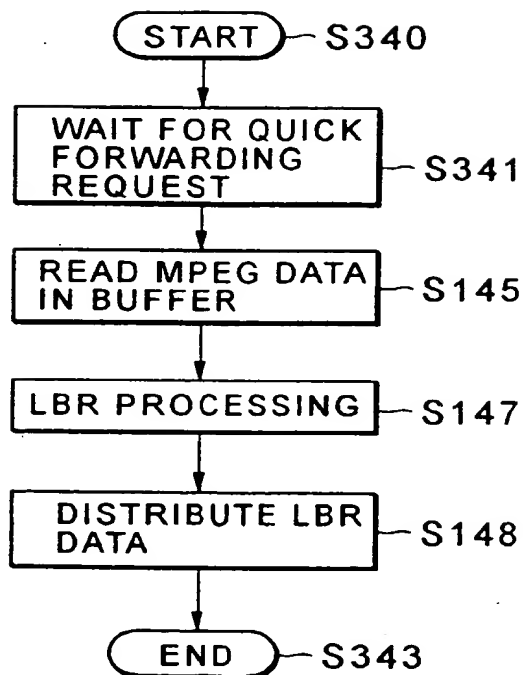 START S340
WAIT FOR QUICK
FORWARDING
REQUEST
S341
READ MPEG DATA
IN BUFFER
S145
LBR PROCESSING S147
DISTRIBUTE LBR
DATA
S148
END S343